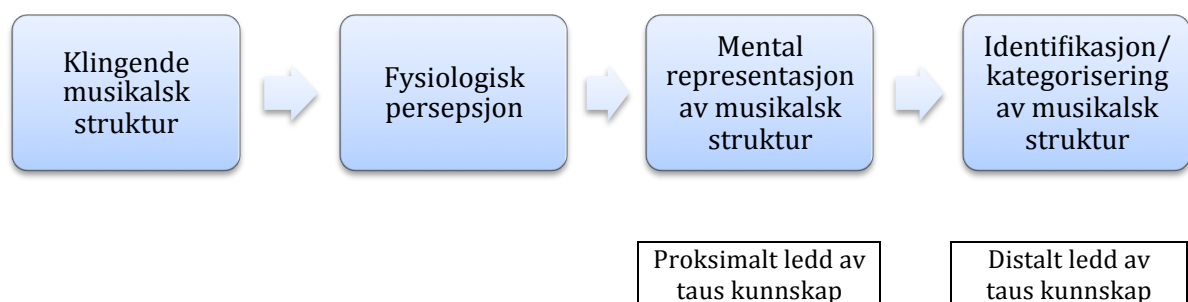 Klingende
musikalsk
struktur
Fysiologisk
persepsjon
Mental
representasjon
av musikalsk
struktur
Identifikasjon/
kategorisering
av musikalsk
struktur
Proksimalt ledd av
taus kunnskap
Distalt ledd av
taus kunnskap